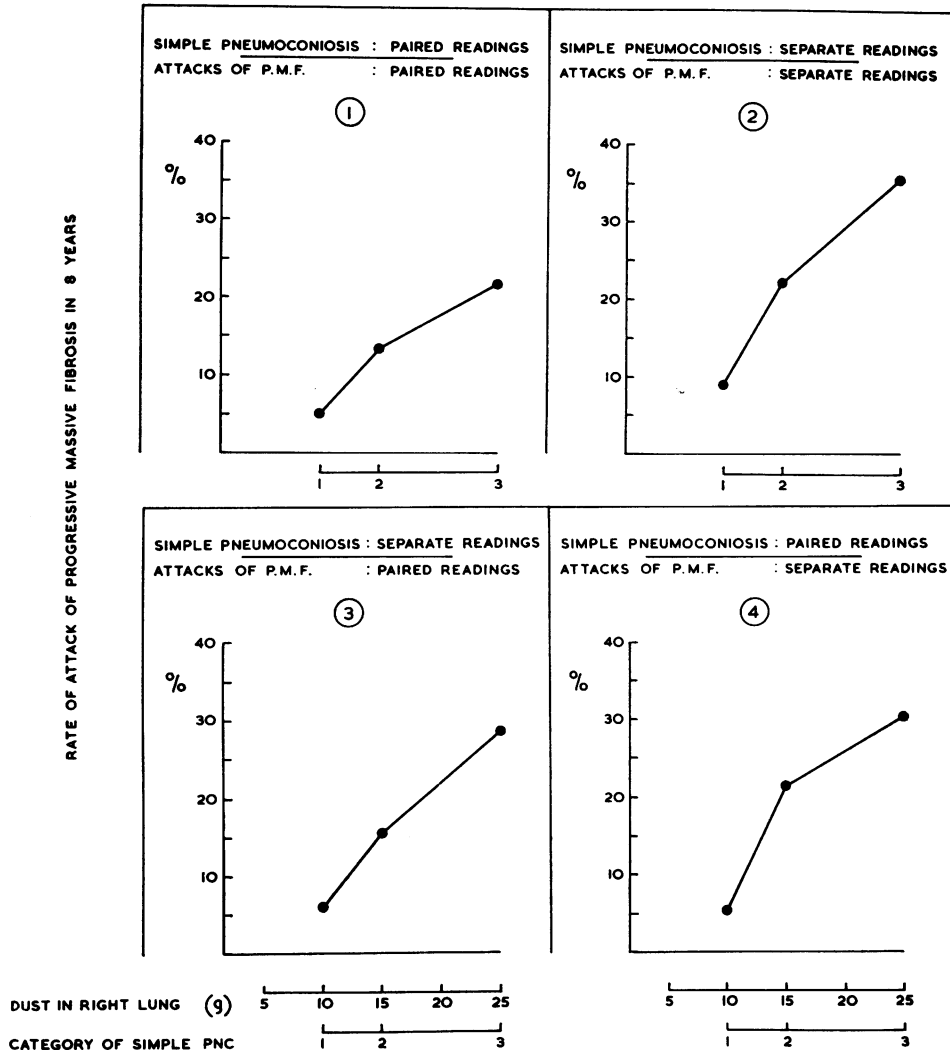 SIMPLE PNEUMOCONIOSIS : PAIRED READINGS
ATTACKS OF P.M.F. : PAIRED READINGS
1
%
40
30
20
10
1 2 3
SIMPLE PNEUMOCONIOSIS : SEPARATE READINGS
ATTACKS OF P.M.F. : SEPARATE READINGS
2
%
40
30
20
10
1 2 3
RATE OF ATTACK OF PROGRESSIVE MASSIVE FIBROSIS IN 8 YEARS
SIMPLE PNEUMOCONIOSIS : SEPARATE READINGS
ATTACKS OF P.M.F. : PAIRED READINGS
3
%
40
30
20
10
SIMPLE PNEUMOCONIOSIS : PAIRED READINGS
ATTACKS OF P.M.F. : SEPARATE READINGS
4
%
40
30
20
10
DUST IN RIGHT LUNG (g) 5 10 15 20 25 5 10 15 20 25
CATEGORY OF SIMPLE PNC 1 2 3 1 2 3